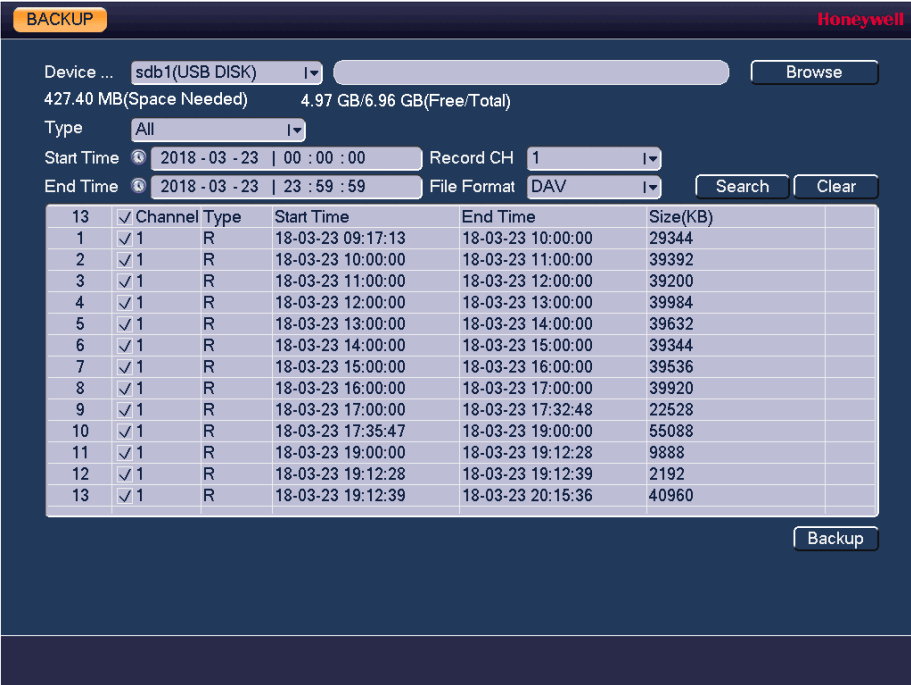 BACKUP Honeywell
Device ... sdb1(USB DISK) Browse
427.40 MB(Space Needed) 4.97 GB/6.96 GB(Free/Total)
Type All
Start Time 2018 - 03 - 23 | 00 : 00 : 00 Record CH 1
End Time 2018 - 03 - 23 | 23 : 59 : 59 File Format DAV Search Clear
13 Channel Type Start Time End Time Size(KB)
1 1 R 18-03-23 09:17:13 18-03-23 10:00:00 29344
2 1 R 18-03-23 10:00:00 18-03-23 11:00:00 39392
3 1 R 18-03-23 11:00:00 18-03-23 12:00:00 39200
4 1 R 18-03-23 12:00:00 18-03-23 13:00:00 39984
5 1 R 18-03-23 13:00:00 18-03-23 14:00:00 39632
6 1 R 18-03-23 14:00:00 18-03-23 15:00:00 39344
7 1 R 18-03-23 15:00:00 18-03-23 16:00:00 39536
8 1 R 18-03-23 16:00:00 18-03-23 17:00:00 39920
9 1 R 18-03-23 17:00:00 18-03-23 17:32:48 22528
10 1 R 18-03-23 17:35:47 18-03-23 19:00:00 55088
11 1 R 18-03-23 19:00:00 18-03-23 19:12:28 9888
12 1 R 18-03-23 19:12:28 18-03-23 19:12:39 2192
13 1 R 18-03-23 19:12:39 18-03-23 20:15:36 40960
Backup